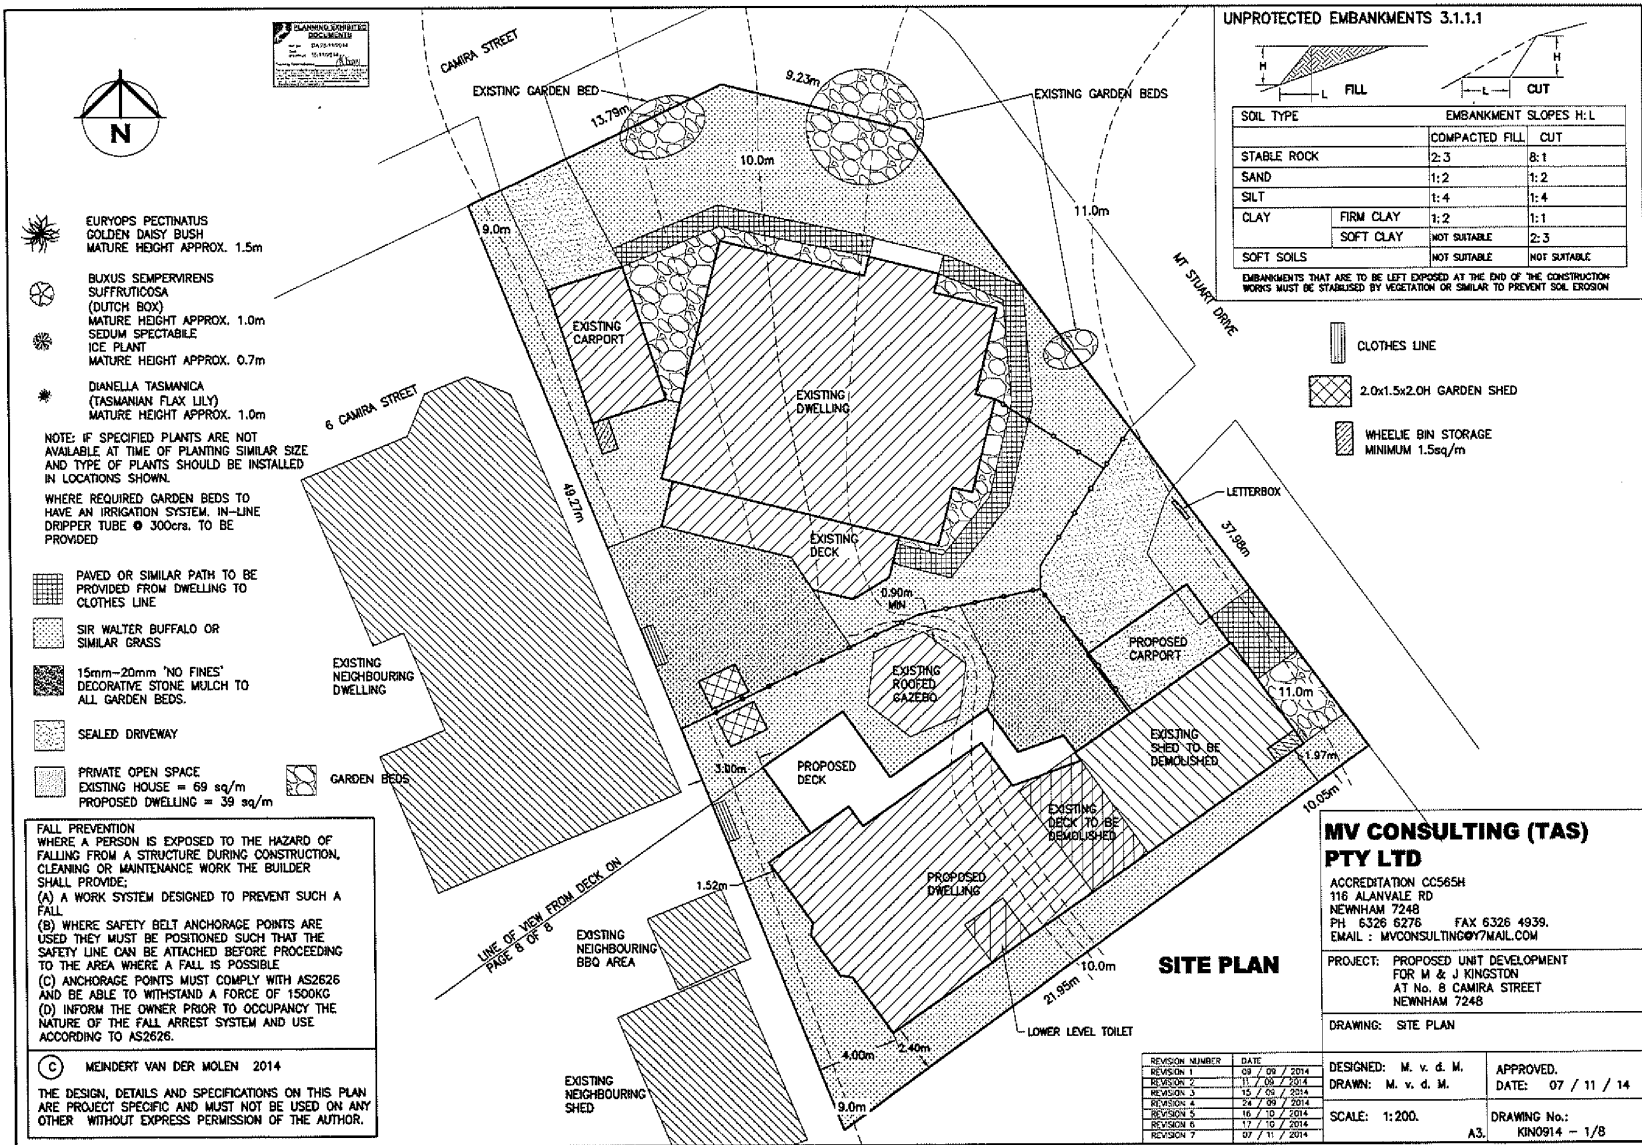 PLANNING EXHIBITED
DOCUMENTS
N
CAMIRA STREET
EXISTING GARDEN BED
13.79m
9.23m
EXISTING GARDEN BEDS
10.0m
9.0m
11.0m
MT STUART DRIVE
UNPROTECTED EMBANKMENTS 3.1.1.1
H
L
FILL
L
CUT
H
SOIL TYPE
EMBANKMENT SLOPES H:L
COMPACTED FILL
CUT
STABLE ROCK 2:3 8:1
SAND 1:2 1:2
SILT 1:4 1:4
CLAY FIRM CLAY 1:2 1:1
SOFT CLAY NOT SUITABLE 2:3
SOFT SOILS NOT SUITABLE NOT SUITABLE
EMBANKMENTS THAT ARE TO BE LEFT EXPOSED AT THE END OF THE CONSTRUCTION
WORKS MUST BE STABILISED BY VEGETATION OR SIMILAR TO PREVENT SOIL EROSION
CLOTHES LINE
2.0x1.5x2.0H GARDEN SHED
WHEELIE BIN STORAGE
MINIMUM 1.5sq/m
EURYOPS PECTINATUS
GOLDEN DAISY BUSH
MATURE HEIGHT APPROX. 1.5m
BUXUS SEMPERVIRENS
SUFFRUTICOSA
(DUTCH BOX)
MATURE HEIGHT APPROX. 1.0m
SEDUM SPECTABILE
ICE PLANT
MATURE HEIGHT APPROX. 0.7m
DIANELLA TASMANICA
(TASMANIAN FLAX LILY)
MATURE HEIGHT APPROX. 1.0m
NOTE: IF SPECIFIED PLANTS ARE NOT
AVAILABLE AT TIME OF PLANTING SIMILAR SIZE
AND TYPE OF PLANTS SHOULD BE INSTALLED
IN LOCATIONS SHOWN.
WHERE REQUIRED GARDEN BEDS TO
HAVE AN IRRIGATION SYSTEM. IN-LINE
DRIPPER TUBE @ 300crs. TO BE
PROVIDED
PAVED OR SIMILAR PATH TO BE
PROVIDED FROM DWELLING TO
CLOTHES LINE
SIR WALTER BUFFALO OR
SIMILAR GRASS
15mm-20mm 'NO FINES'
DECORATIVE STONE MULCH TO
ALL GARDEN BEDS.
SEALED DRIVEWAY
PRIVATE OPEN SPACE
EXISTING HOUSE = 69 sq/m
PROPOSED DWELLING = 39 sq/m
GARDEN BEDS
6 CAMIRA STREET
EXISTING
CARPORT
EXISTING
DWELLING
49.27m
EXISTING
DECK
LETTERBOX
37.98m
0.90m
MIN
EXISTING
NEIGHBOURING
DWELLING
EXISTING
ROOFED
GAZEBO
PROPOSED
CARPORT
11.0m
EXISTING
SHED TO BE
DEMOLISHED
1.97m
10.05m
3.00m
PROPOSED
DECK
EXISTING
DECK TO BE
DEMOLISHED
PROPOSED
DWELLING
1.52m
LINE OF VIEW FROM DECK ON
PAGE 8 OF 8
EXISTING
NEIGHBOURING
BBQ AREA
10.0m
21.95m
LOWER LEVEL TOILET
4.00m
2.40m
9.0m
EXISTING
NEIGHBOURING
SHED
SITE PLAN
FALL PREVENTION
WHERE A PERSON IS EXPOSED TO THE HAZARD OF
FALLING FROM A STRUCTURE DURING CONSTRUCTION,
CLEANING OR MAINTENANCE WORK THE BUILDER
SHALL PROVIDE;
(A) A WORK SYSTEM DESIGNED TO PREVENT SUCH A
FALL
(B) WHERE SAFETY BELT ANCHORAGE POINTS ARE
USED THEY MUST BE POSITIONED SUCH THAT THE
SAFETY LINE CAN BE ATTACHED BEFORE PROCEEDING
TO THE AREA WHERE A FALL IS POSSIBLE
(C) ANCHORAGE POINTS MUST COMPLY WITH AS2626
AND BE ABLE TO WITHSTAND A FORCE OF 1500KG
(D) INFORM THE OWNER PRIOR TO OCCUPANCY THE
NATURE OF THE FALL ARREST SYSTEM AND USE
ACCORDING TO AS2626.
C MEINDERT VAN DER MOLEN 2014
THE DESIGN, DETAILS AND SPECIFICATIONS ON THIS PLAN
ARE PROJECT SPECIFIC AND MUST NOT BE USED ON ANY
OTHER WITHOUT EXPRESS PERMISSION OF THE AUTHOR.
MV CONSULTING (TAS)
PTY LTD
ACCREDITATION CC565H
116 ALANVALE RD
NEWNHAM 7248
PH 6326 6276 FAX 6326 4939.
EMAIL : MVCONSULTING@Y7MAIL.COM
PROJECT: PROPOSED UNIT DEVELOPMENT
FOR M & J KINGSTON
AT No. 8 CAMIRA STREET
NEWNHAM 7248
DRAWING: SITE PLAN
REVISION NUMBER DATE
REVISION 1 09 / 09 / 2014
REVISION 2 11 / 09 / 2014
REVISION 3 15 / 09 / 2014
REVISION 4 24 / 09 / 2014
REVISION 5 16 / 10 / 2014
REVISION 6 17 / 10 / 2014
REVISION 7 07 / 11 / 2014
DESIGNED: M. v. d. M.
DRAWN: M. v. d. M.
APPROVED.
DATE: 07 / 11 / 14
SCALE: 1:200.
A3.
DRAWING No.:
KIN0914 - 1/8